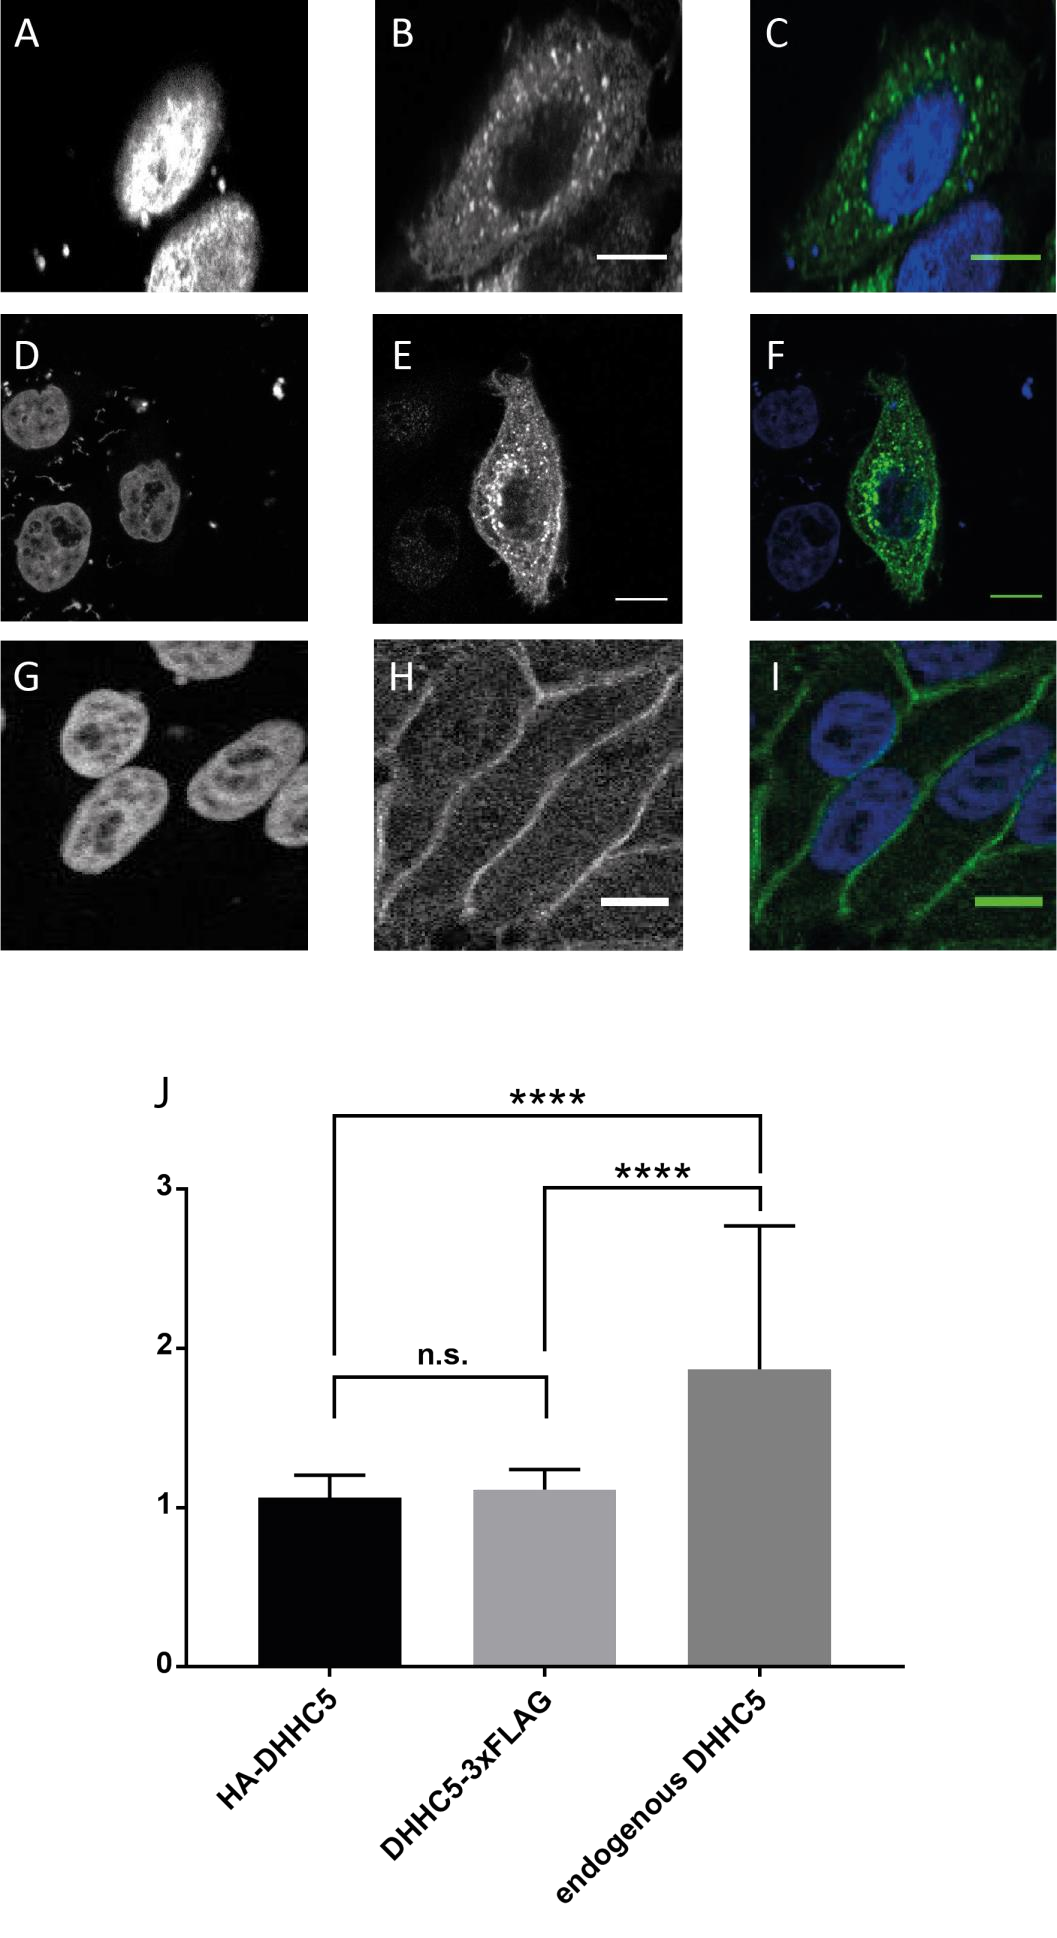 A
B
C
D
E
F
G
H
I
J
****
****
3
2
n.s.
1
0
HA-DHHC5
DHHC5-3xFLAG
endogenous DHHC5